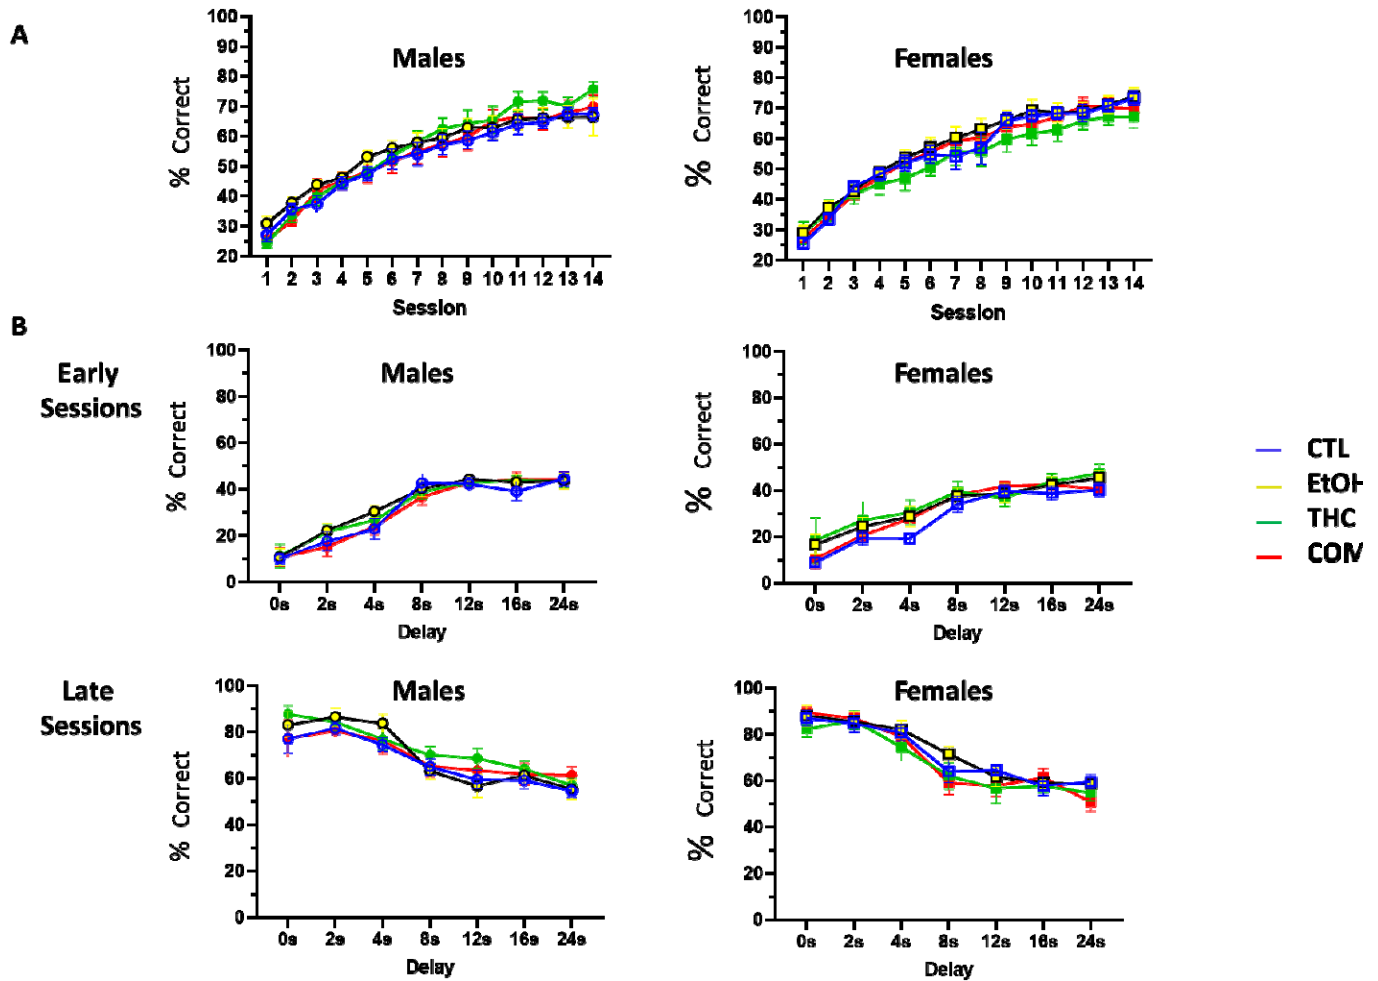 A
Males
Females
100
90
80
70
60
50
40
30
20
% Correct
1 2 3 4 5 6 7 8 9 10 11 12 13 14
Session
100
90
80
70
60
50
40
30
20
% Correct
1 2 3 4 5 6 7 8 9 10 11 12 13 14
Session
B
Early
Sessions
Males
100
80
60
40
20
0
% Correct
0s 2s 4s 8s 12s 16s 24s
Delay
Females
100
80
60
40
20
0
% Correct
0s 2s 4s 8s 12s 16s 24s
Delay
CTL
EtOH
THC
COM
Late
Sessions
Males
100
80
60
40
20
0
% Correct
0s 2s 4s 8s 12s 16s 24s
Delay
Females
100
80
60
40
20
0
% Correct
0s 2s 4s 8s 12s 16s 24s
Delay